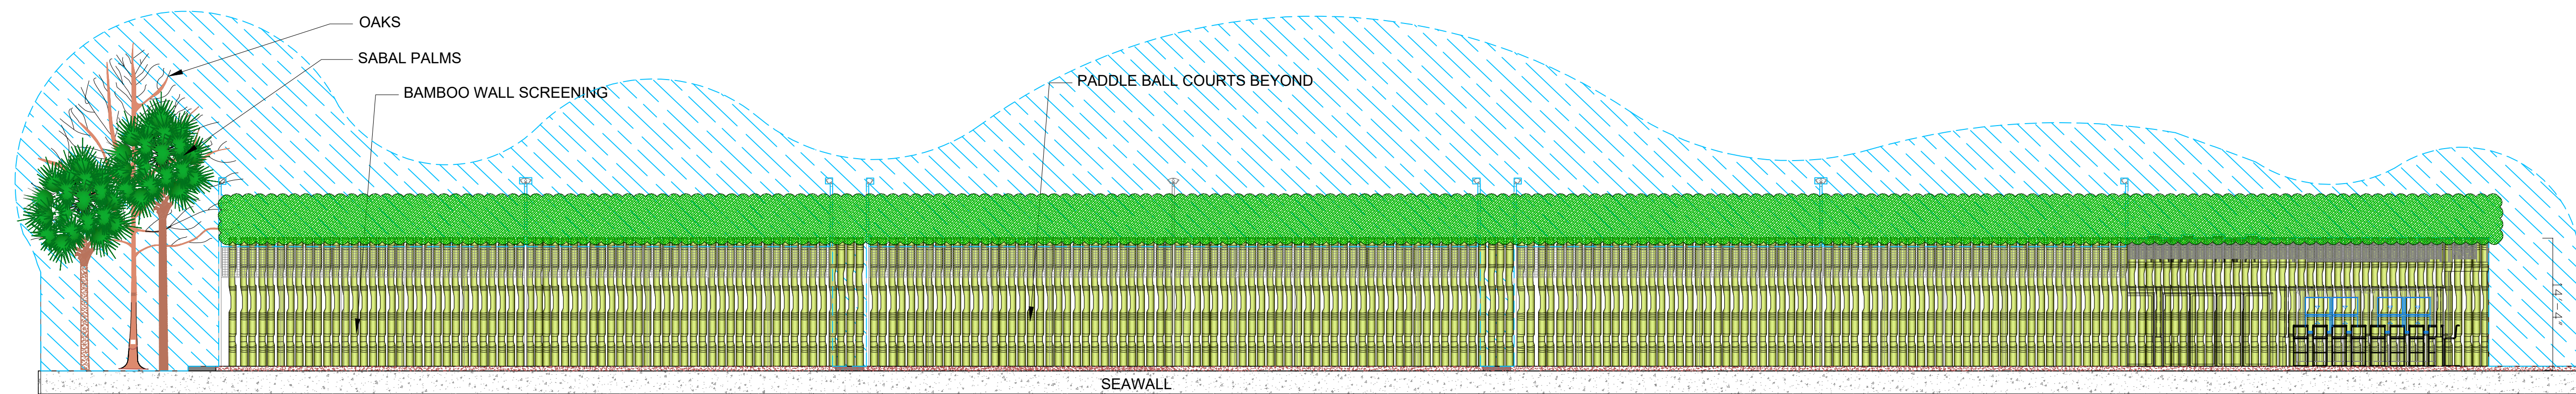 OAKS
SABAL PALMS
PADDLE BALL COURTS BEYOND
BAMBOO WALL SCREENING
14'-4"
SEAWALL